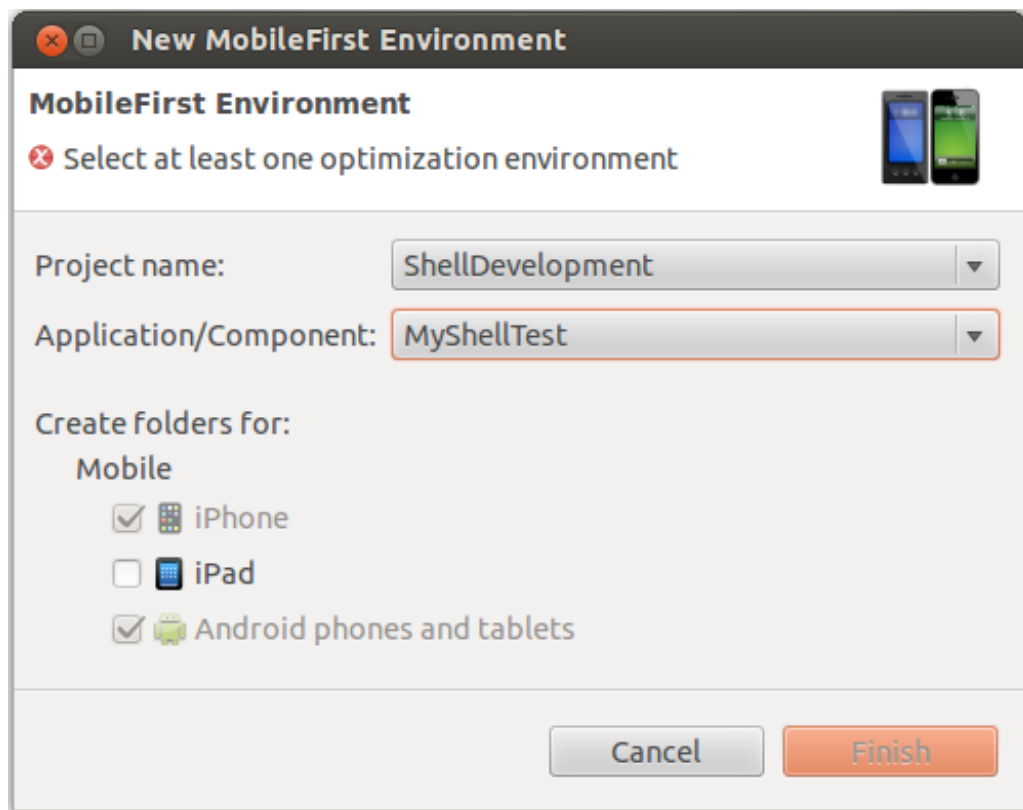 New MobileFirst Environment
MobileFirst Environment
Select at least one optimization environment
Project name: ShellDevelopment
Application/Component: MyShellTest
Create folders for:
Mobile
iPhone
iPad
Android phones and tablets
Cancel Finish